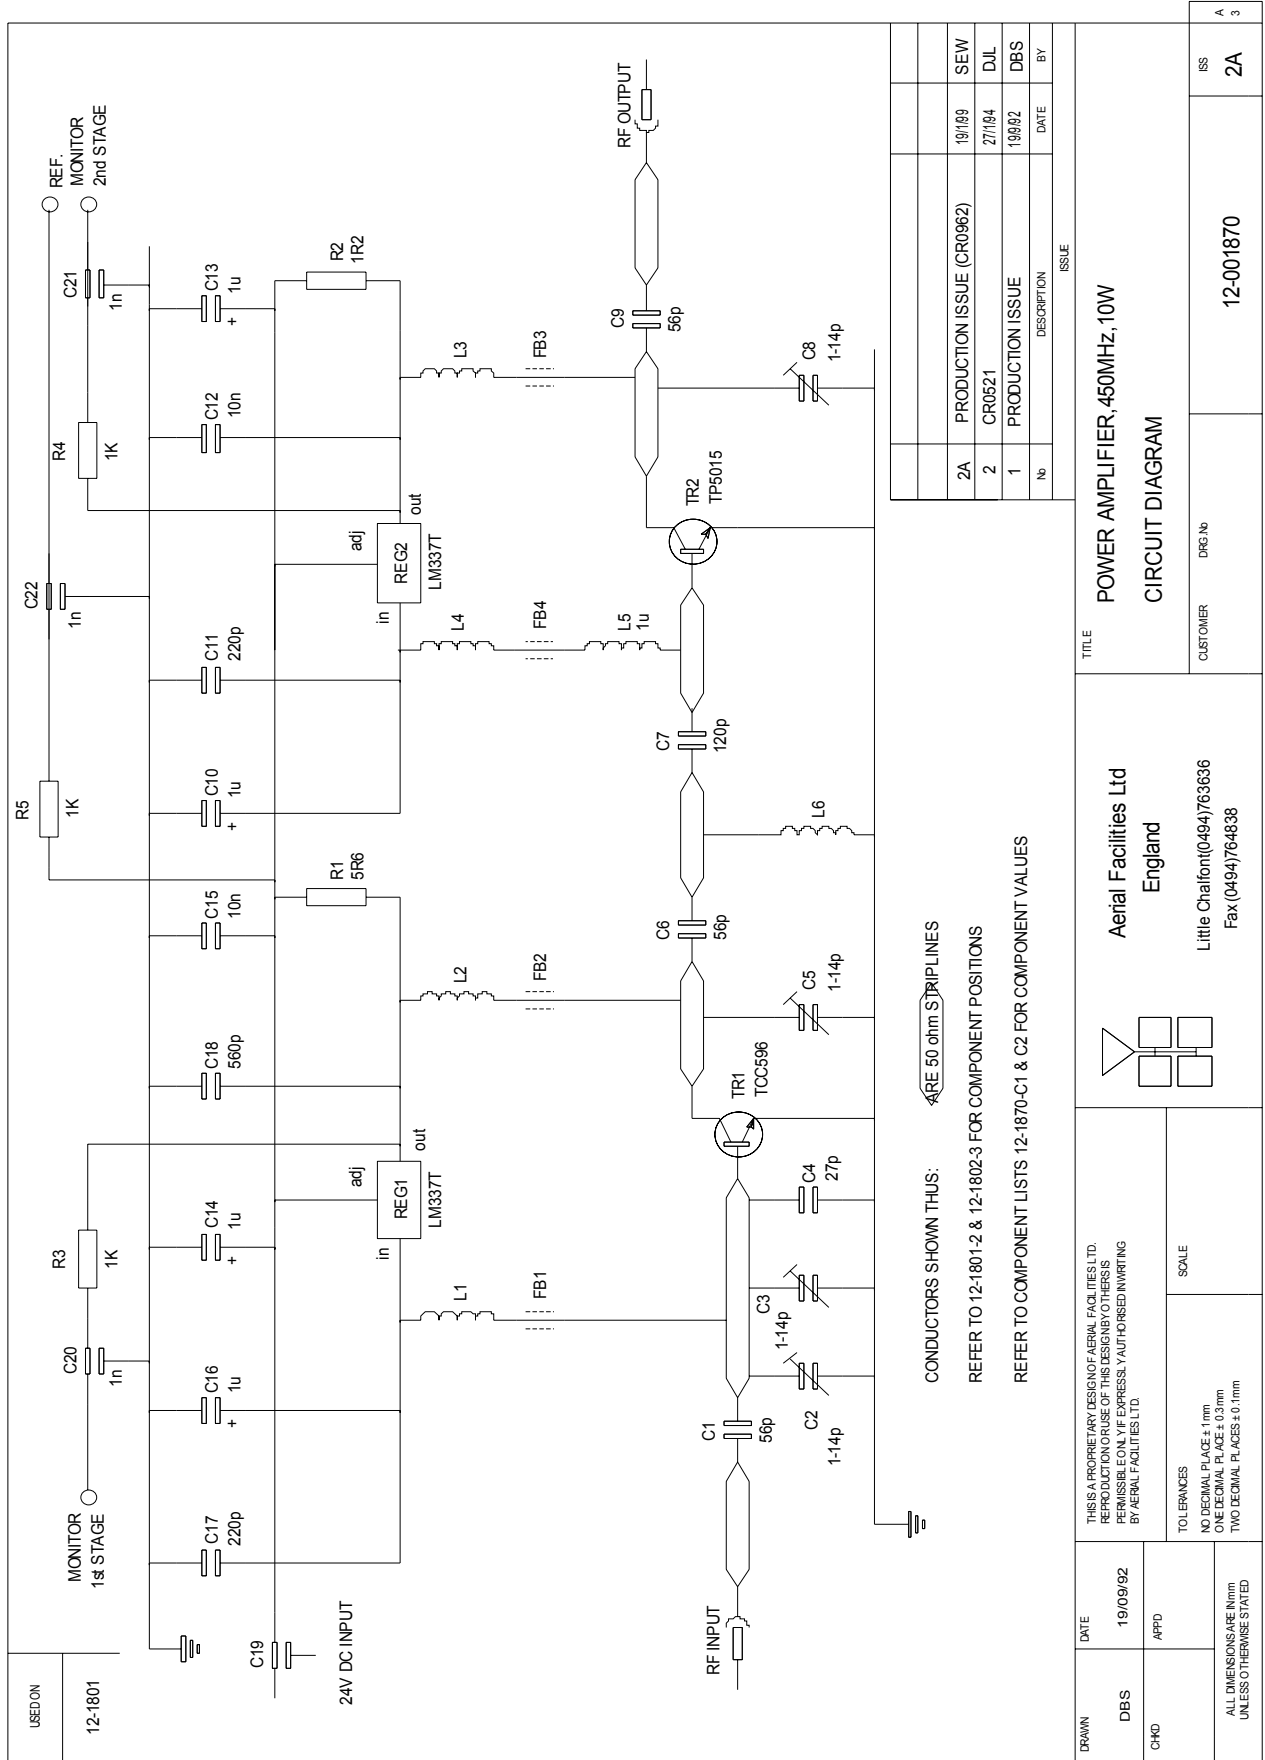 USED ON
12-1801
MONITOR
1st STAGE
C20
1n
R3
1K
R5
1K
C22
1n
R4
1K
C21
1n
REF.
MONITOR
2nd STAGE
C17
220p
C16
1u
+
C14
1u
+
C18
560p
C15
10n
C10
1u
+
C11
220p
C12
10n
C13
1u
+
C19
24V DC INPUT
R1
5R6
R2
1R2
in
adj
out
REG1
LM337T
in
adj
out
REG2
LM337T
L1
FB1
L2
FB2
L4
FB4
L5
1u
L3
FB3
RF INPUT
C1
56p
C2
1-14p
C3
1-14p
C4
27p
TR1
TCC596
C5
1-14p
C6
56p
L6
C7
120p
TR2
TP5015
C8
1-14p
C9
56p
RF OUTPUT
CONDUCTORS SHOWN THUS: ARE 50 ohm STRIPLINES
REFER TO 12-1801-2 & 12-1802-3 FOR COMPONENT POSITIONS
REFER TO COMPONENT LISTS 12-1870-C1 & C2 FOR COMPONENT VALUES
2A PRODUCTION ISSUE (CR0962) 19/1/99 SEW
2 CR0521 27/1/94 DJL
1 PRODUCTION ISSUE 19/9/92 DBS
No DESCRIPTION DATE BY
ISSUE
DRAWN
DBS
DATE
19/09/92
CHKD
APPD
ALL DIMENSIONS ARE IN mm
UNLESS OTHERWISE STATED
THIS IS A PROPRIETARY DESIGN OF AERIAL FACILITIES LTD.
REPRODUCTION OR USE OF THIS DESIGN BY OTHERS IS
PERMISSIBLE ONLY IF EXPRESSLY AUTHORISED IN WRITING
BY AERIAL FACILITIES LTD.
TOLERANCES
NO DECIMAL PLACE ± 1mm
ONE DECIMAL PLACE ± 0.3mm
TWO DECIMAL PLACES ± 0.1mm
SCALE
Aerial Facilities Ltd
England
Little Chalfont(0494)763636
Fax(0494)764838
TITLE
POWER AMPLIFIER,450MHz,10W
CIRCUIT DIAGRAM
CUSTOMER
DRG.No
12-001870
ISS
2A
A
3